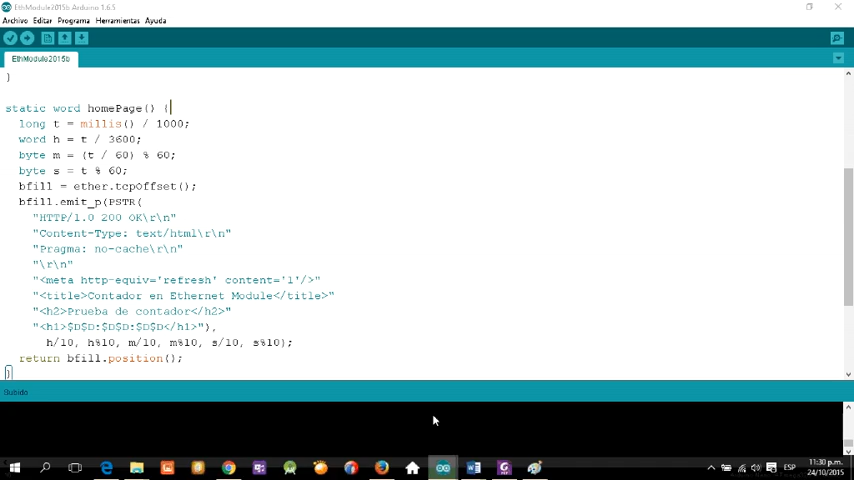 EthModule2015b Arduino 1.6.5
Archivo Editar Programa Herramientas Ayuda
EthModule2015b
}
static word homePage() {
long t = millis() / 1000;
word h = t / 3600;
byte m = (t / 60) % 60;
byte s = t % 60;
bfill = ether.tcpOffset();
bfill.emit_p(PSTR(
"HTTP/1.0 200 OK\r\n"
"Content-Type: text/html\r\n"
"Pragma: no-cache\r\n"
"\r\n"
"<meta http-equiv='refresh' content='1'/>"
"<title>Contador en Ethernet Module</title>"
"<h2>Prueba de contador</h2>"
"<h1>$D$D:$D$D:$D$D</h1>"),
h/10, h%10, m/10, m%10, s/10, s%10);
return bfill.position();
}
Subido
ESP
11:30 p.m.
24/10/2015